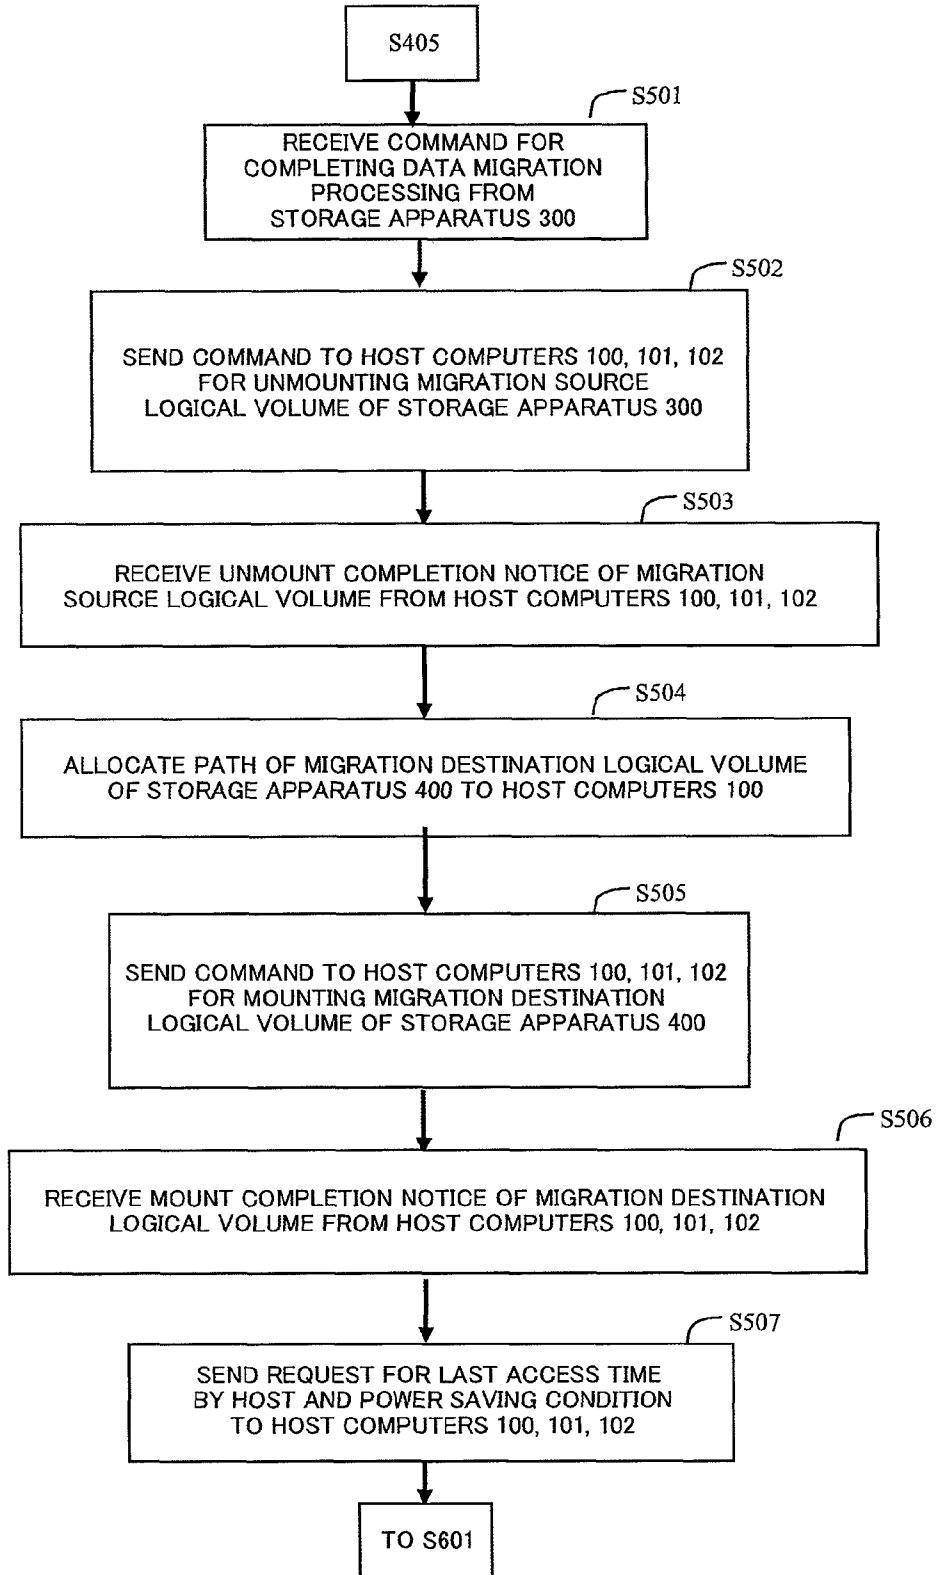 S405
S501
RECEIVE COMMAND FOR
COMPLETING DATA MIGRATION
PROCESSING FROM
STORAGE APPARATUS 300
S502
SEND COMMAND TO HOST COMPUTERS 100, 101, 102
FOR UNMOUNTING MIGRATION SOURCE
LOGICAL VOLUME OF STORAGE APPARATUS 300
S503
RECEIVE UNMOUNT COMPLETION NOTICE OF MIGRATION
SOURCE LOGICAL VOLUME FROM HOST COMPUTERS 100, 101, 102
S504
ALLOCATE PATH OF MIGRATION DESTINATION LOGICAL VOLUME
OF STORAGE APPARATUS 400 TO HOST COMPUTERS 100
S505
SEND COMMAND TO HOST COMPUTERS 100, 101, 102
FOR MOUNTING MIGRATION DESTINATION
LOGICAL VOLUME OF STORAGE APPARATUS 400
S506
RECEIVE MOUNT COMPLETION NOTICE OF MIGRATION DESTINATION
LOGICAL VOLUME FROM HOST COMPUTERS 100, 101, 102
S507
SEND REQUEST FOR LAST ACCESS TIME
BY HOST AND POWER SAVING CONDITION
TO HOST COMPUTERS 100, 101, 102
TO S601